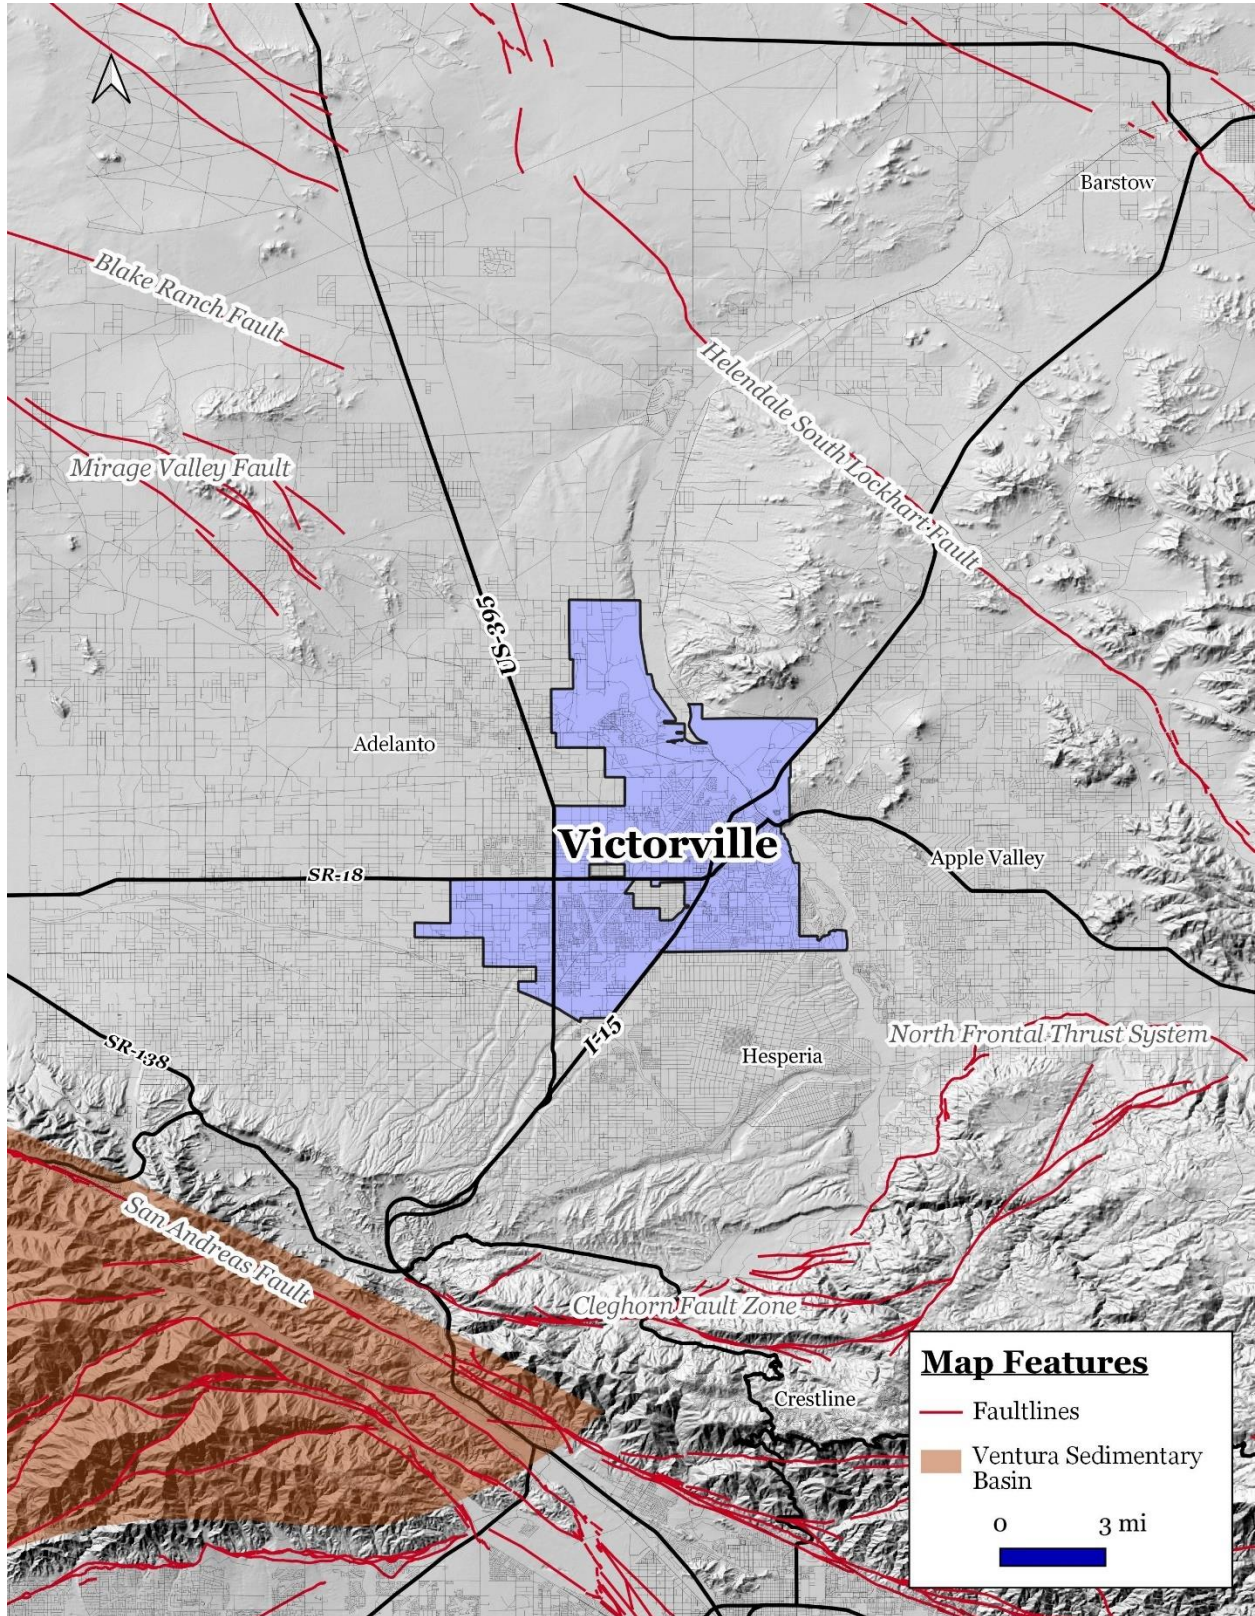 Barstow
Blake Ranch Fault
Helendale South Lockhart Fault
Mirage Valley Fault
US-395
Adelanto
Victorville
Apple Valley
SR-18
I-15
North Frontal Thrust System
SR-138
Hesperia
San Andreas Fault
Cleghorn Fault Zone
Crestline
Map Features
Faultlines
Ventura Sedimentary
Basin
0 3 mi